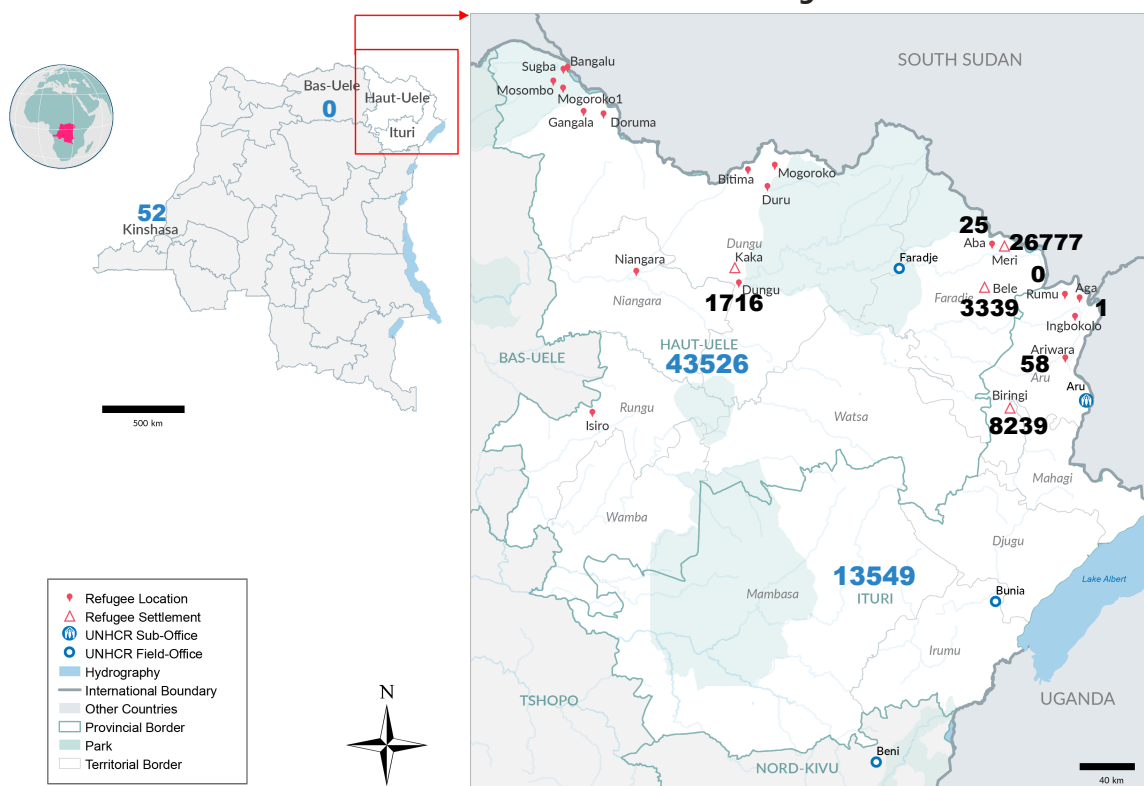 Bas-Uele
0
Haut-Uele
Ituri
52
Kinshasa
500 km
SOUTH SUDAN
Sugba
Bangalu
Mosombo
Mogoroko1
Gangala
Doruma
Bitima
Mogoroko
Duru
25
Aba
26777
Meri
Dungu
Kaka
Faradje
Niangara
0
Dungu
Bele
Rumu
Aga
Niangara
1716
Faradje
3339
1
Ingbokolo
HAUT-UELE
43526
BAS-UELE
Ariwara
58
Aru
Aru
Biringi
8239
Rungu
Isiro
Watsa
Mahagi
Wamba
Djugu
13549
ITURI
Lake Albert
Mambasa
Bunia
Irumu
UGANDA
TSHOPO
Beni
NORD-KIVU
40 km
Refugee Location
Refugee Settlement
UNHCR Sub-Office
UNHCR Field-Office
Hydrography
International Boundary
Other Countries
Provincial Border
Park
Territorial Border
N